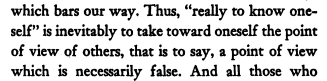 which bars our way. Thus, “really to know one-
self” is inevitably to take toward oneself the point
of view of others, that is to say, a point of view
which is necessarily false. And all those who